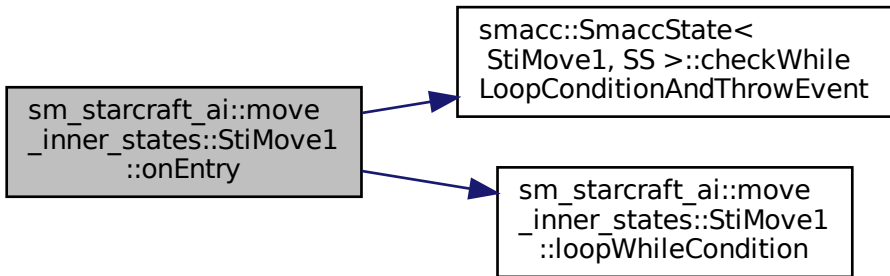 sm_starcraft_ai::move
_inner_states::StiMove1
::onEntry
smacc::SmaccState<
StiMove1, SS >::checkWhile
LoopConditionAndThrowEvent
sm_starcraft_ai::move
_inner_states::StiMove1
::loopWhileCondition